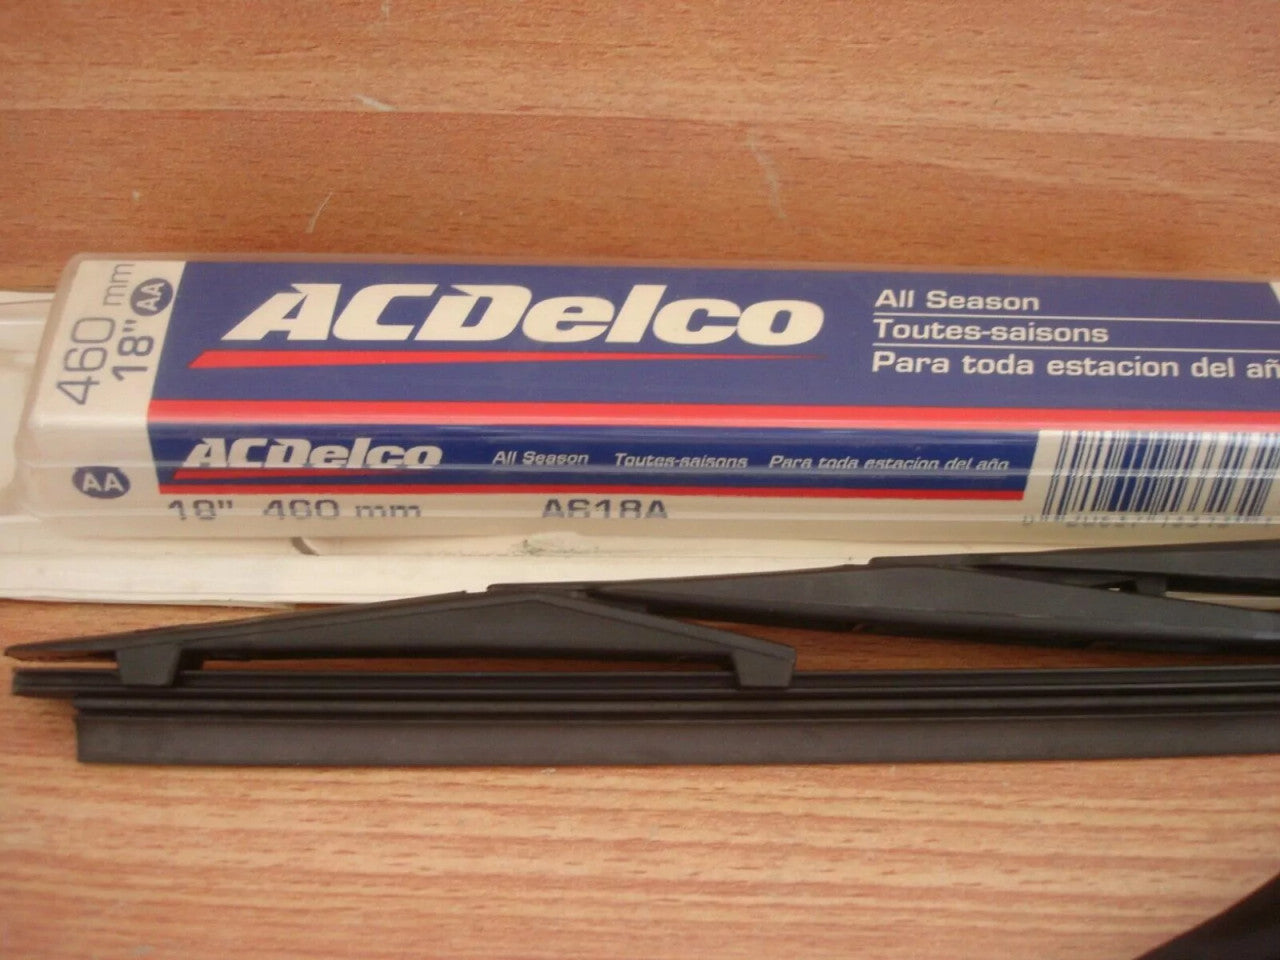 460 mm
18" AA
ACDelco
All Season
Toutes-saisons
Para toda estacion del añ
AA
ACDelco All Season Toutes-saisons Para toda estacion del año
18" 460 mm A618A